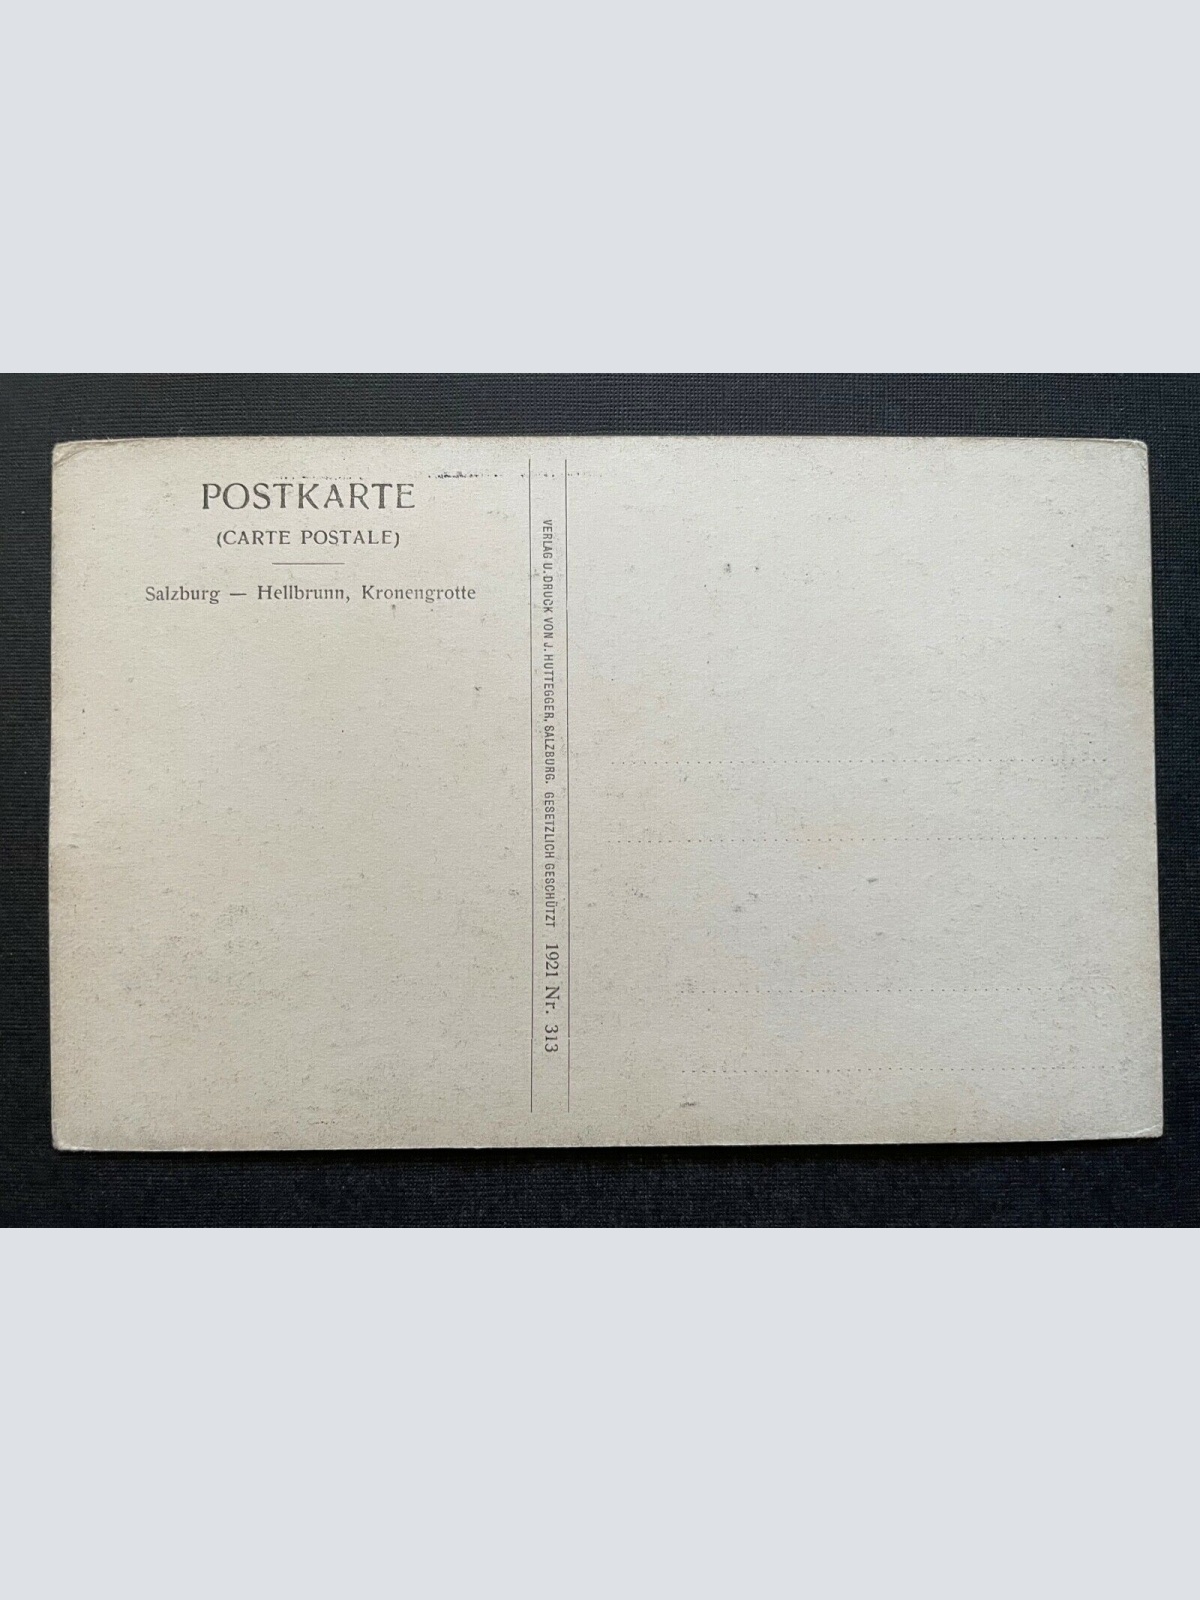 POSTKARTE
(CARTE POSTALE)
Salzburg — Hellbrunn, Kronengrotte
VERLAG U. DRUCK VON J. HUTTEGGER, SALZBURG. GESETZLICH GESCHÜTZT 1921 Nr. 313